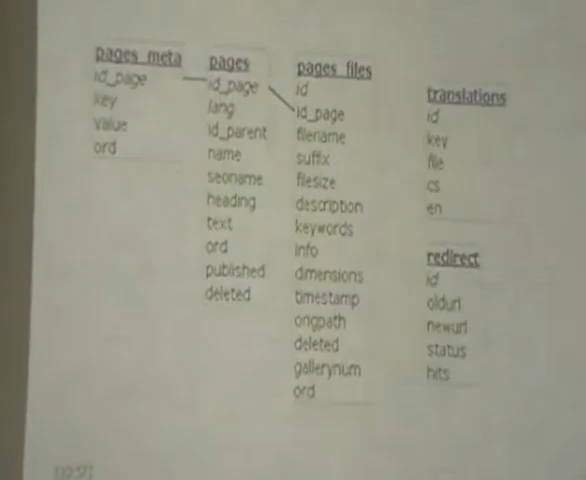 pages_meta
id_page
key
value
ord
pages
id_page
lang
id_parent
name
seoname
heading
text
ord
published
deleted
pages_files
id
id_page
filename
suffix
filesize
description
keywords
info
dimensions
timestamp
origpath
deleted
gallerynum
ord
translations
id
key
file
cs
en
redirect
id
oldurl
newurl
status
hits